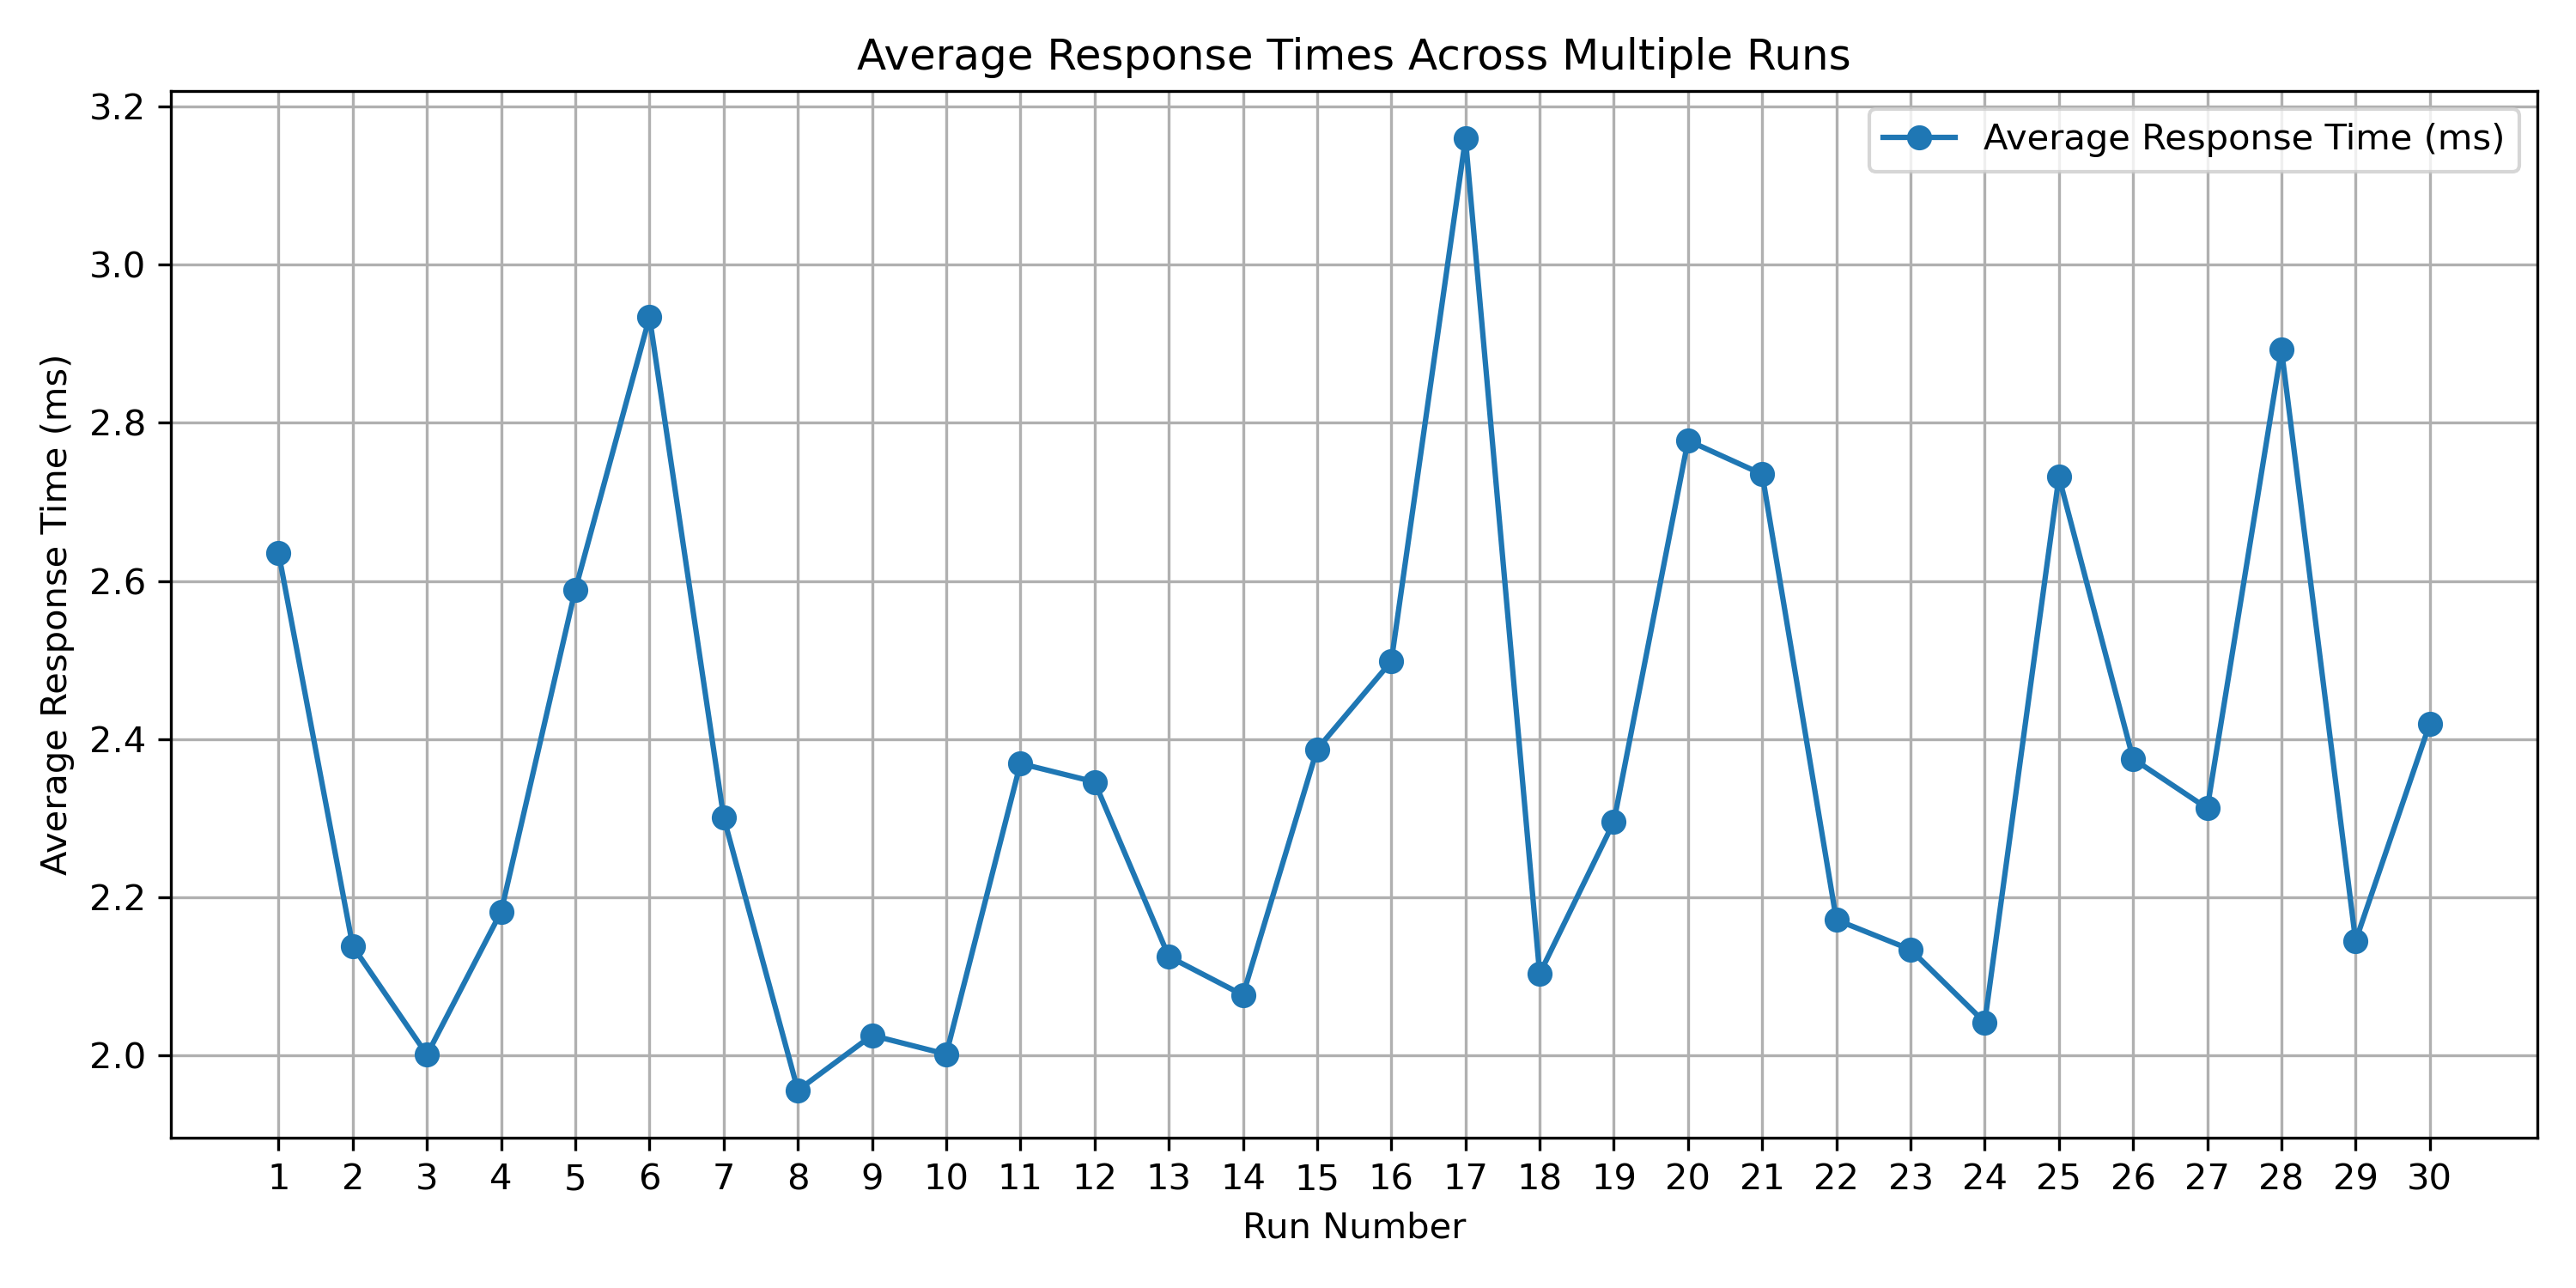 Average Response Times Across Multiple Runs
Average Response Time (ms)
3.2
3.0
2.8
2.6
2.4
2.2
2.0
Average Response Time (ms)
1 2 3 4 5 6 7 8 9 10 11 12 13 14 15 16 17 18 19 20 21 22 23 24 25 26 27 28 29 30
Run Number